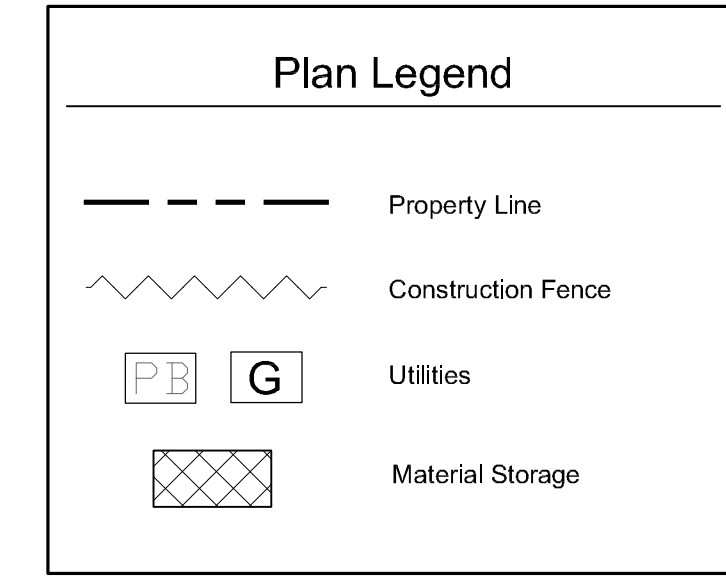 Plan Legend
Property Line
Construction Fence
PB G Utilities
Material Storage